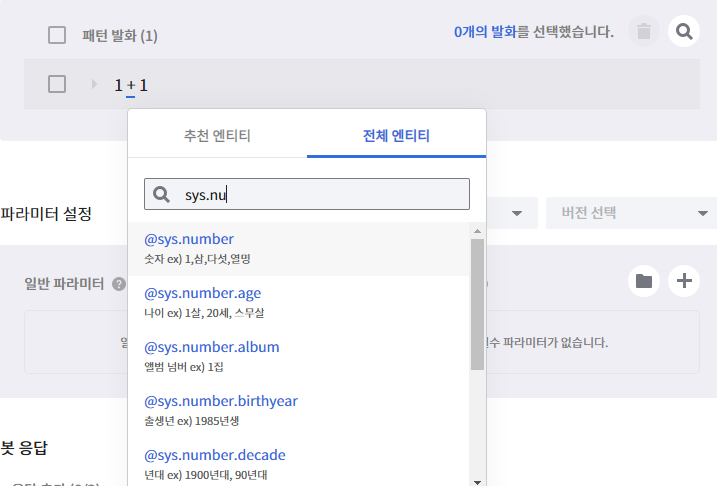 패턴 발화 (1)
0개의 발화를 선택했습니다.
1 + 1
추천 엔티티
전체 엔티티
sys.nu
@sys.number
숫자 ex) 1,삼,다섯,열명
@sys.number.age
나이 ex) 1살, 20세, 스무살
@sys.number.album
앨범 넘버 ex) 1집
@sys.number.birthyear
출생년 ex) 1985년생
@sys.number.decade
년대 ex) 1900년대, 90년대
파라미터 설정
버전 선택
일반 파라미터 ?
수 파라미터가 없습니다.
봇 응답